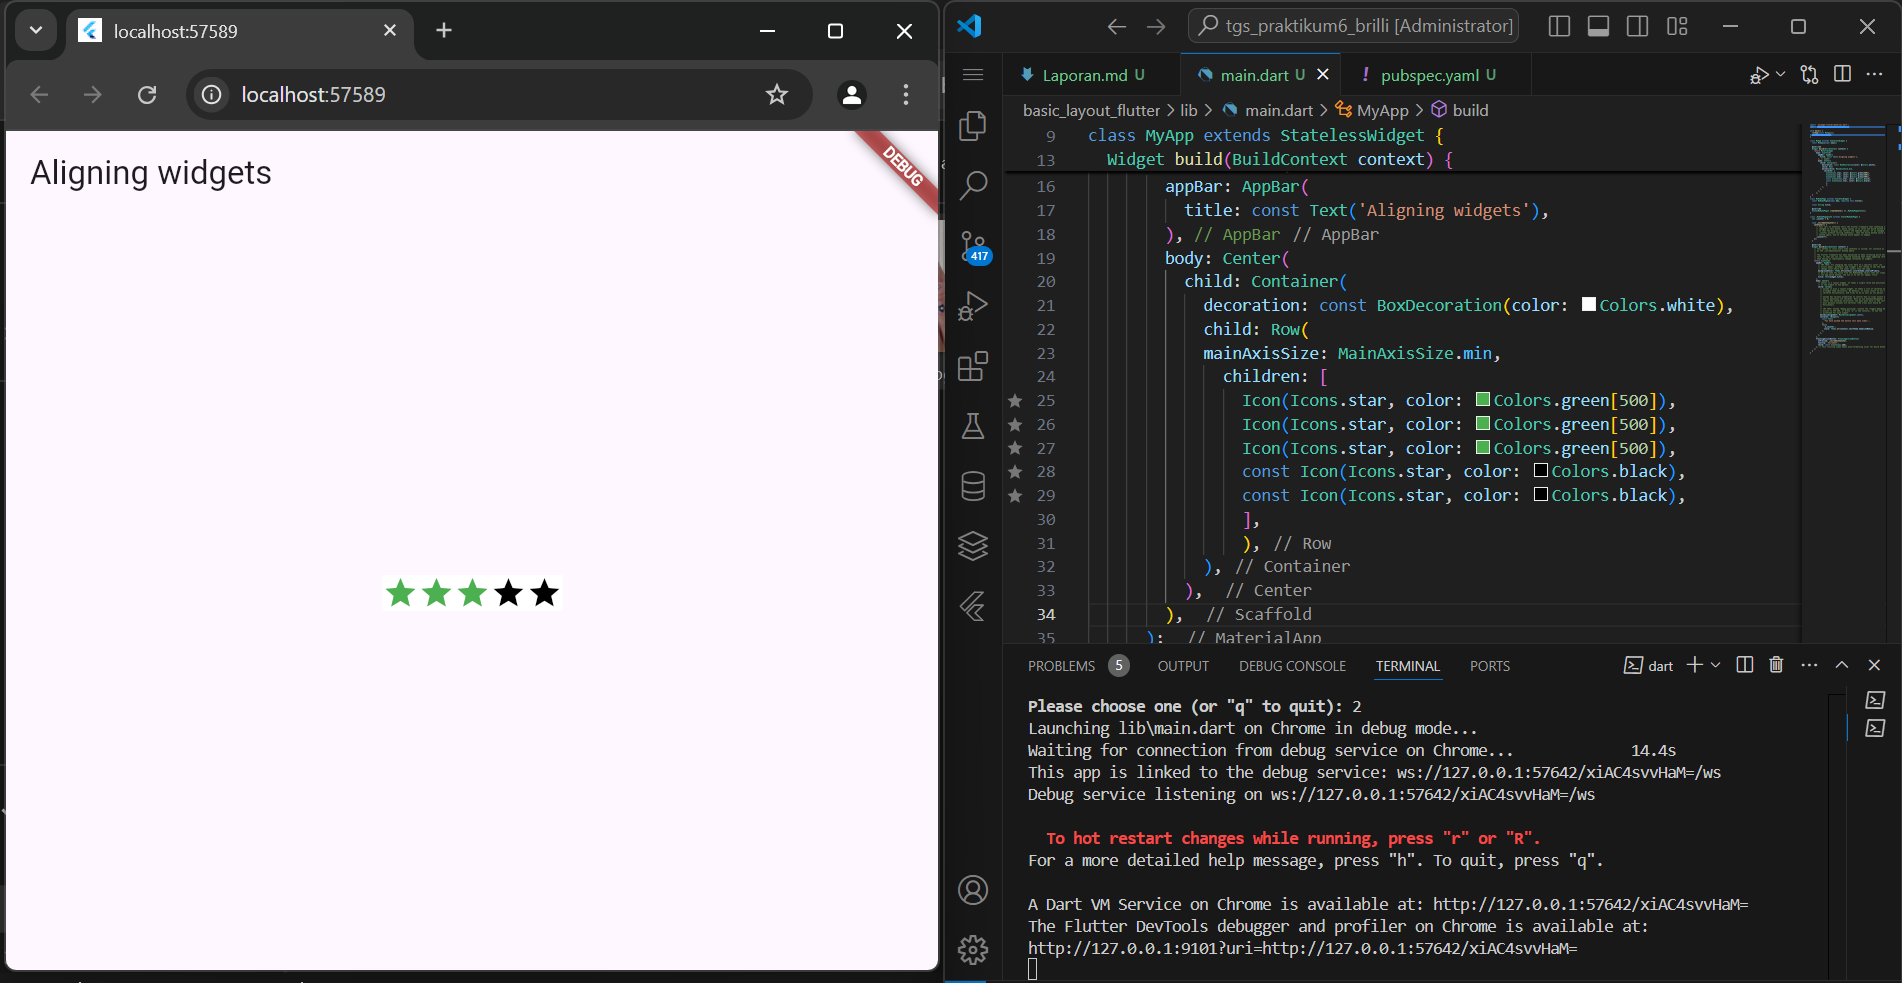 localhost:57589
localhost:57589
Aligning widgets
DEBUG
tgs_praktikum6_brilli [Administrator]
Laporan.md U
main.dart U
! pubspec.yaml U
basic_layout_flutter > lib > main.dart > MyApp > build
9 class MyApp extends StatelessWidget {
13 Widget build(BuildContext context) {
16 appBar: AppBar(
17 title: const Text('Aligning widgets'),
18 ), // AppBar // AppBar
19 body: Center(
20 child: Container(
21 decoration: const BoxDecoration(color: Colors.white),
22 child: Row(
23 mainAxisSize: MainAxisSize.min,
24 children: [
25 Icon(Icons.star, color: Colors.green[500]),
26 Icon(Icons.star, color: Colors.green[500]),
27 Icon(Icons.star, color: Colors.green[500]),
28 const Icon(Icons.star, color: Colors.black),
29 const Icon(Icons.star, color: Colors.black),
30 ],
31 ), // Row
32 ), // Container
33 ), // Center
34 ), // Scaffold
35 ); // MaterialApp
417
PROBLEMS 5 OUTPUT DEBUG CONSOLE TERMINAL PORTS dart
Please choose one (or "q" to quit): 2
Launching lib\main.dart on Chrome in debug mode...
Waiting for connection from debug service on Chrome... 14.4s
This app is linked to the debug service: ws://127.0.0.1:57642/xiAC4svvHaM=/ws
Debug service listening on ws://127.0.0.1:57642/xiAC4svvHaM=/ws
To hot restart changes while running, press "r" or "R".
For a more detailed help message, press "h". To quit, press "q".
A Dart VM Service on Chrome is available at: http://127.0.0.1:57642/xiAC4svvHaM=
The Flutter DevTools debugger and profiler on Chrome is available at:
http://127.0.0.1:9101?uri=http://127.0.0.1:57642/xiAC4svvHaM=